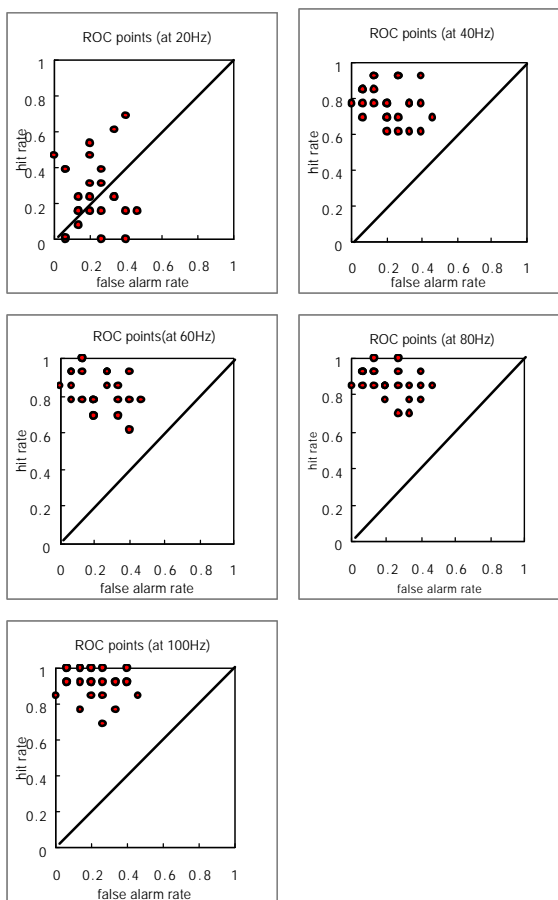 ROC points (at 20Hz)
1
0.8
0.6
0.4
0.2
0
hit rate
0 0.2 0.4 0.6 0.8 1
false alarm rate
ROC points (at 40Hz)
1
0.8
0.6
0.4
0.2
0
hit rate
0 0.2 0.4 0.6 0.8 1
false alarm rate
ROC points(at 60Hz)
1
0.8
0.6
0.4
0.2
0
hit rate
0 0.2 0.4 0.6 0.8 1
false alarm rate
ROC points (at 80Hz)
1
0.8
0.6
0.4
0.2
0
hit rate
0 0.2 0.4 0.6 0.8 1
false alarm rate
ROC points (at 100Hz)
1
0.8
0.6
0.4
0.2
0
hit rate
0 0.2 0.4 0.6 0.8 1
false alarm rate